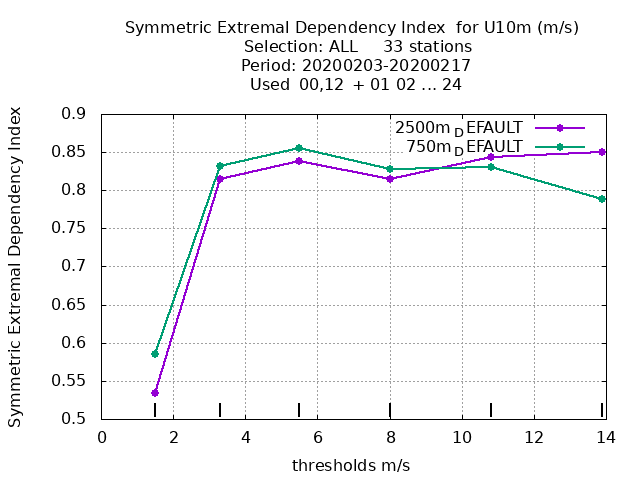 Symmetric Extremal Dependency Index  for U10m (m/s)
Selection: ALL     33 stations
Period: 20200203-20200217
Used  00,12  + 01 02 ... 24
Symmetric Extremal Dependency Index
0.9
0.85
0.8
0.75
0.7
0.65
0.6
0.55
0.5
2500m_DEFAULT
750m_DEFAULT
0 2 4 6 8 10 12 14
thresholds m/s